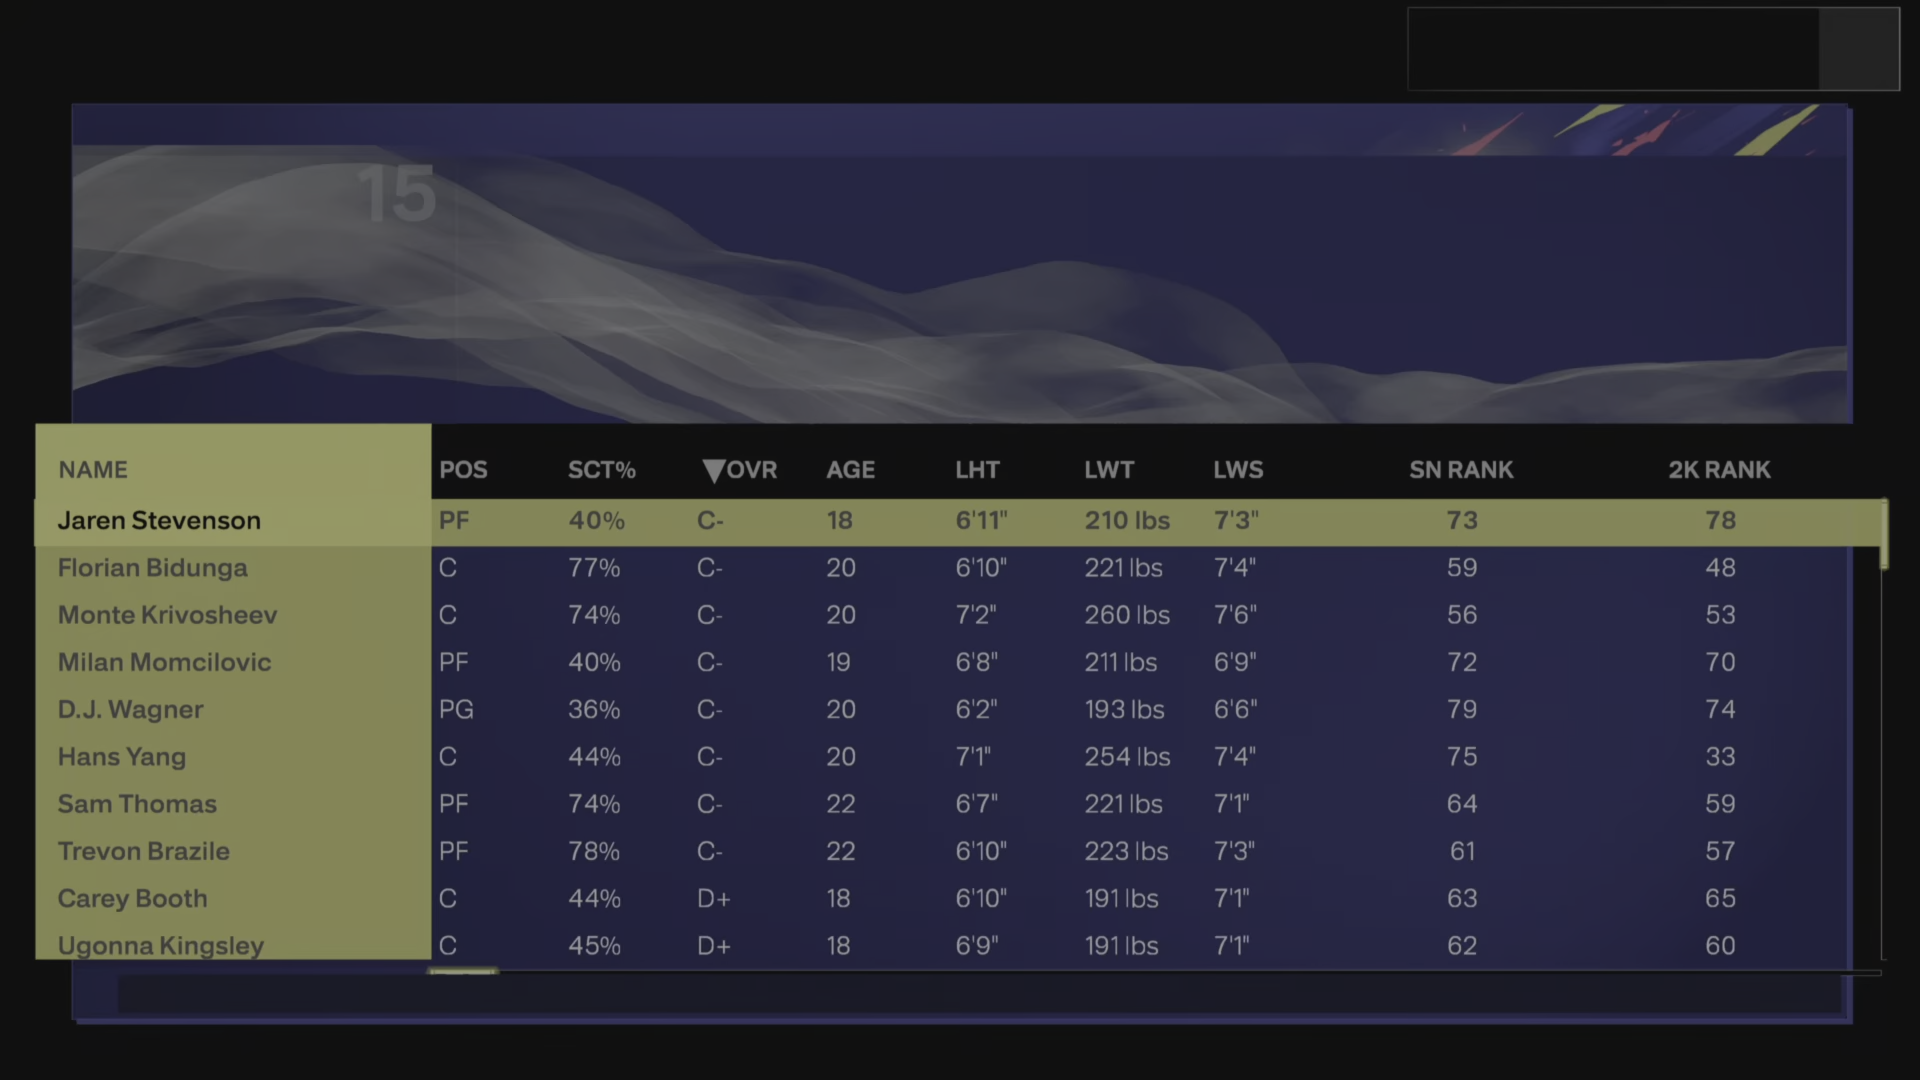 15
NAME POS SCT% ▼OVR AGE LHT LWT LWS SN RANK 2K RANK
Jaren Stevenson PF 40% C- 18 6'11" 210 lbs 7'3" 73 78
Florian Bidunga C 77% C- 20 6'10" 221 lbs 7'4" 59 48
Monte Krivosheev C 74% C- 20 7'2" 260 lbs 7'6" 56 53
Milan Momcilovic PF 40% C- 19 6'8" 211 lbs 6'9" 72 70
D.J. Wagner PG 36% C- 20 6'2" 193 lbs 6'6" 79 74
Hans Yang C 44% C- 20 7'1" 254 lbs 7'4" 75 33
Sam Thomas PF 74% C- 22 6'7" 221 lbs 7'1" 64 59
Trevon Brazile PF 78% C- 22 6'10" 223 lbs 7'3" 61 57
Carey Booth C 44% D+ 18 6'10" 191 lbs 7'1" 63 65
Ugonna Kingsley C 45% D+ 18 6'9" 191 lbs 7'1" 62 60